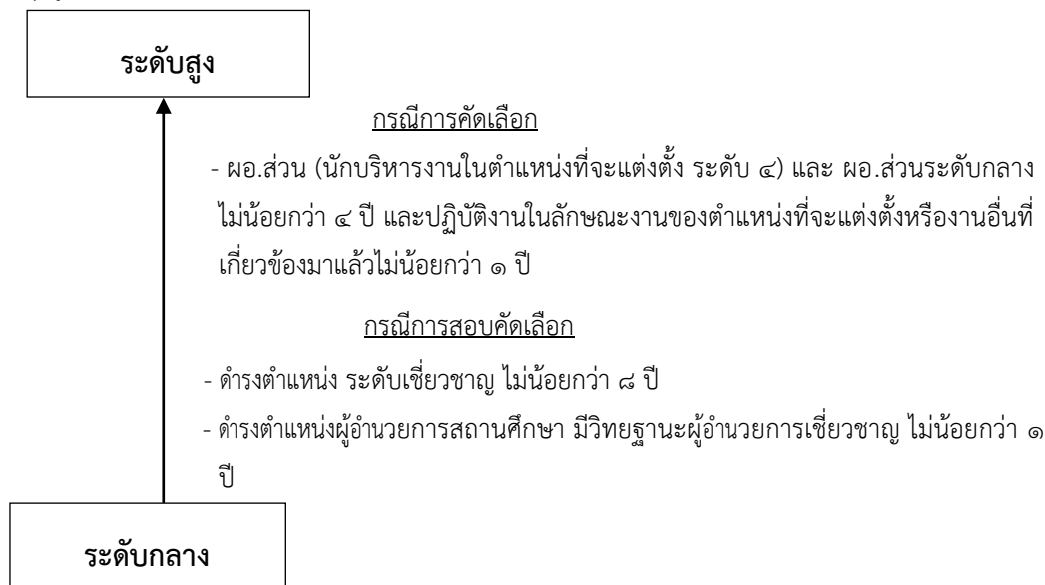 ระดับสูง
กรณีการคัดเลือก
- ผอ.ส่วน (นักบริหารงานในตำแหน่งที่จะแต่งตั้ง ระดับ ๔) และ ผอ.ส่วนระดับกลาง
ไม่น้อยกว่า ๔ ปี และปฏิบัติงานในลักษณะงานของตำแหน่งที่จะแต่งตั้งหรืองานอื่นที่
เกี่ยวข้องมาแล้วไม่น้อยกว่า ๑ ปี
กรณีการสอบคัดเลือก
- ดำรงตำแหน่ง ระดับเชี่ยวชาญ ไม่น้อยกว่า ๘ ปี
- ดำรงตำแหน่งผู้อำนวยการสถานศึกษา มีวิทยฐานะผู้อำนวยการเชี่ยวชาญ ไม่น้อยกว่า ๑
ปี
ระดับกลาง